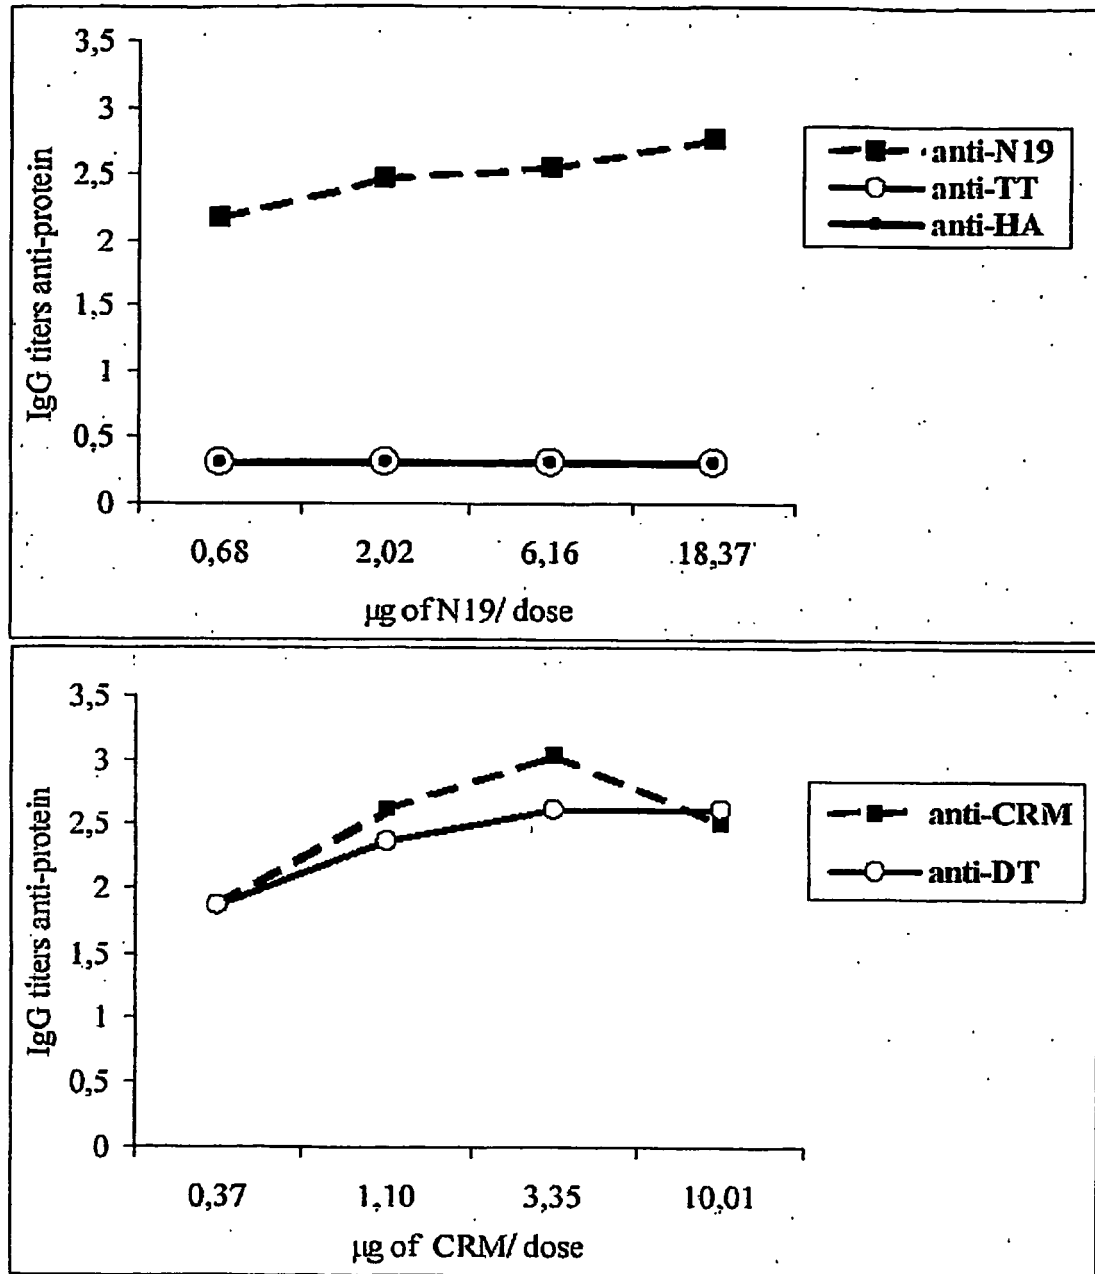 3,5
3
2,5
2
1,5
1
0,5
0
IgG titers anti-protein
0,68 2,02 6,16 18,37
µg of N19/ dose
anti-N19
anti-TT
anti-HA
3,5
3
2,5
2
1,5
1
0,5
0
IgG titers anti-protein
0,37 1,10 3,35 10,01
µg of CRM/ dose
anti-CRM
anti-DT